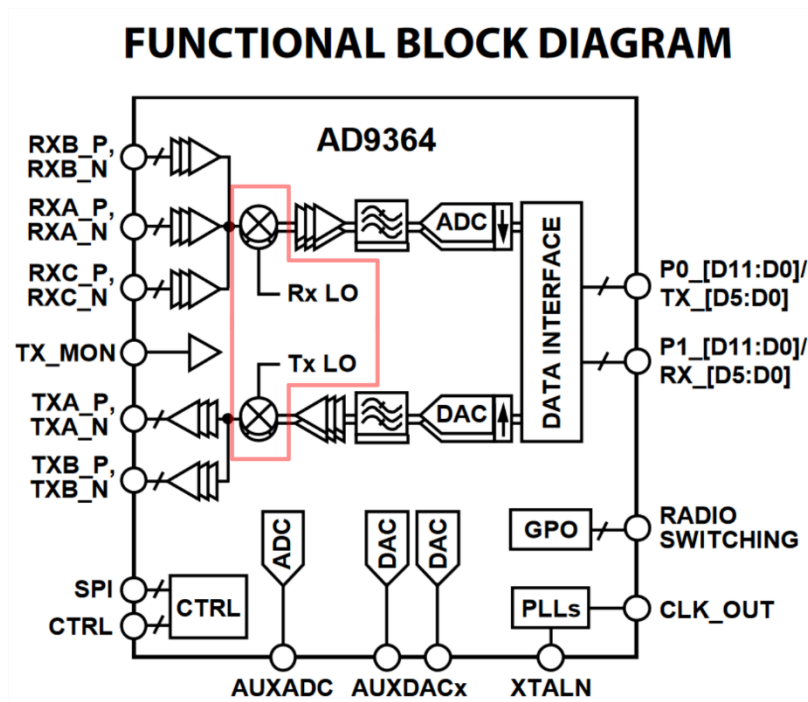 FUNCTIONAL BLOCK DIAGRAM
AD9364
RXB_P,
RXB_N
RXA_P,
RXA_N
RXC_P,
RXC_N
TX_MON
TXA_P,
TXA_N
TXB_P,
TXB_N
SPI
CTRL
CTRL
Rx LO
Tx LO
ADC
DAC
DATA INTERFACE
P0_[D11:D0]/
TX_[D5:D0]
P1_[D11:D0]/
RX_[D5:D0]
ADC
DAC
DAC
GPO
RADIO
SWITCHING
PLLs
CLK_OUT
AUXADC
AUXDACx
XTALN